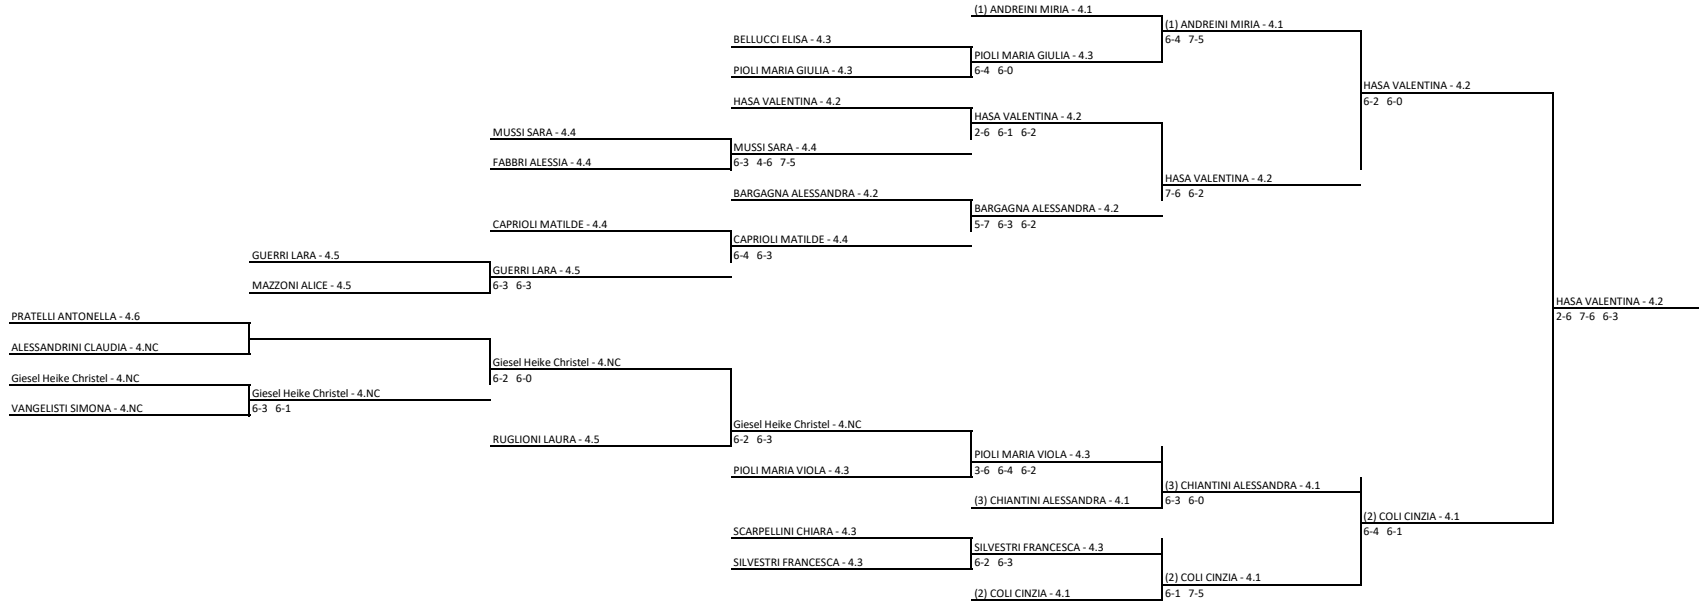 (1) ANDREINI MIRIA - 4.1
(1) ANDREINI MIRIA - 4.1
6-4 7-5
BELLUCCI ELISA - 4.3
PIOLI MARIA GIULIA - 4.3
6-4 6-0
PIOLI MARIA GIULIA - 4.3
HASA VALENTINA - 4.2
6-2 6-0
HASA VALENTINA - 4.2
HASA VALENTINA - 4.2
2-6 6-1 6-2
MUSSI SARA - 4.4
MUSSI SARA - 4.4
6-3 4-6 7-5
FABBRI ALESSIA - 4.4
HASA VALENTINA - 4.2
7-6 6-2
BARGAGNA ALESSANDRA - 4.2
BARGAGNA ALESSANDRA - 4.2
5-7 6-3 6-2
CAPRIOLI MATILDE - 4.4
CAPRIOLI MATILDE - 4.4
6-4 6-3
GUERRI LARA - 4.5
GUERRI LARA - 4.5
6-3 6-3
MAZZONI ALICE - 4.5
HASA VALENTINA - 4.2
2-6 7-6 6-3
PRATELLI ANTONELLA - 4.6
ALESSANDRINI CLAUDIA - 4.NC
Giesel Heike Christel - 4.NC
6-2 6-0
Giesel Heike Christel - 4.NC
Giesel Heike Christel - 4.NC
6-3 6-1
VANGELISTI SIMONA - 4.NC
Giesel Heike Christel - 4.NC
6-2 6-3
RUGLIONI LAURA - 4.5
PIOLI MARIA VIOLA - 4.3
3-6 6-4 6-2
PIOLI MARIA VIOLA - 4.3
(3) CHIANTINI ALESSANDRA - 4.1
6-3 6-0
(3) CHIANTINI ALESSANDRA - 4.1
(2) COLI CINZIA - 4.1
6-4 6-1
SCARPELLINI CHIARA - 4.3
SILVESTRI FRANCESCA - 4.3
6-2 6-3
SILVESTRI FRANCESCA - 4.3
(2) COLI CINZIA - 4.1
6-1 7-5
(2) COLI CINZIA - 4.1